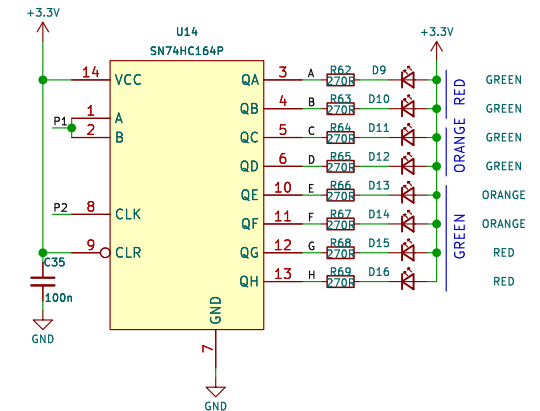 +3.3V
U14
SN74HC164P
+3.3V
14 VCC
QA 3 A R62 270R D9 GREEN
P1 1 A
QB 4 B R63 270R D10 GREEN
2 B
QC 5 C R64 270R D11 GREEN
QD 6 D R65 270R D12 GREEN
QE 10 E R66 270R D13 ORANGE
P2 8 CLK
QF 11 F R67 270R D14 ORANGE
9 CLR
QG 12 G R68 270R D15 RED
QH 13 H R69 270R D16 RED
RED
ORANGE
GREEN
C35
100n
GND
GND
7
GND